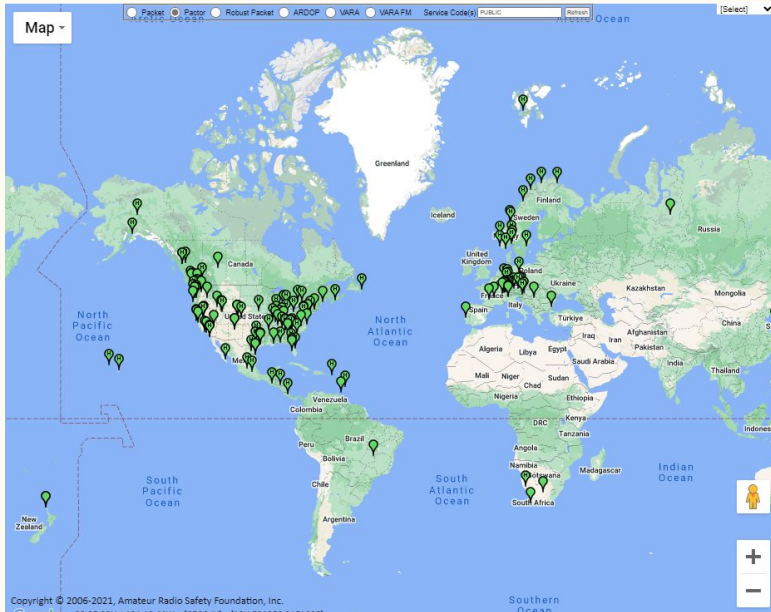 Packet Pactor Robust Packet ARDOP VARA VARA FM Service Code(s) PUBLIC Refresh
[Select]
Map
Arctic Ocean
Arctic Ocean
Greenland
Iceland
Finland
Sweden
Russia
Canada
United Kingdom
Poland
Ukraine
Kazakhstan
Mongolia
France
Italy
Spain
Türkiye
China
North Pacific Ocean
United States
North Atlantic Ocean
Iraq
Iran
Afghanistan
Pakistan
Algeria
Libya
Egypt
Saudi Arabia
India
Mali
Niger
Chad
Sudan
Thailand
Venezuela
Colombia
Nigeria
Ethiopia
Kenya
DRC
Tanzania
Peru
Brazil
Bolivia
Angola
Namibia
Botswana
Madagascar
Indian Ocean
South Pacific Ocean
South Atlantic Ocean
Chile
South Africa
Argentina
New Zealand
Copyright © 2006-2021, Amateur Radio Safety Foundation, Inc.
Southern Ocean